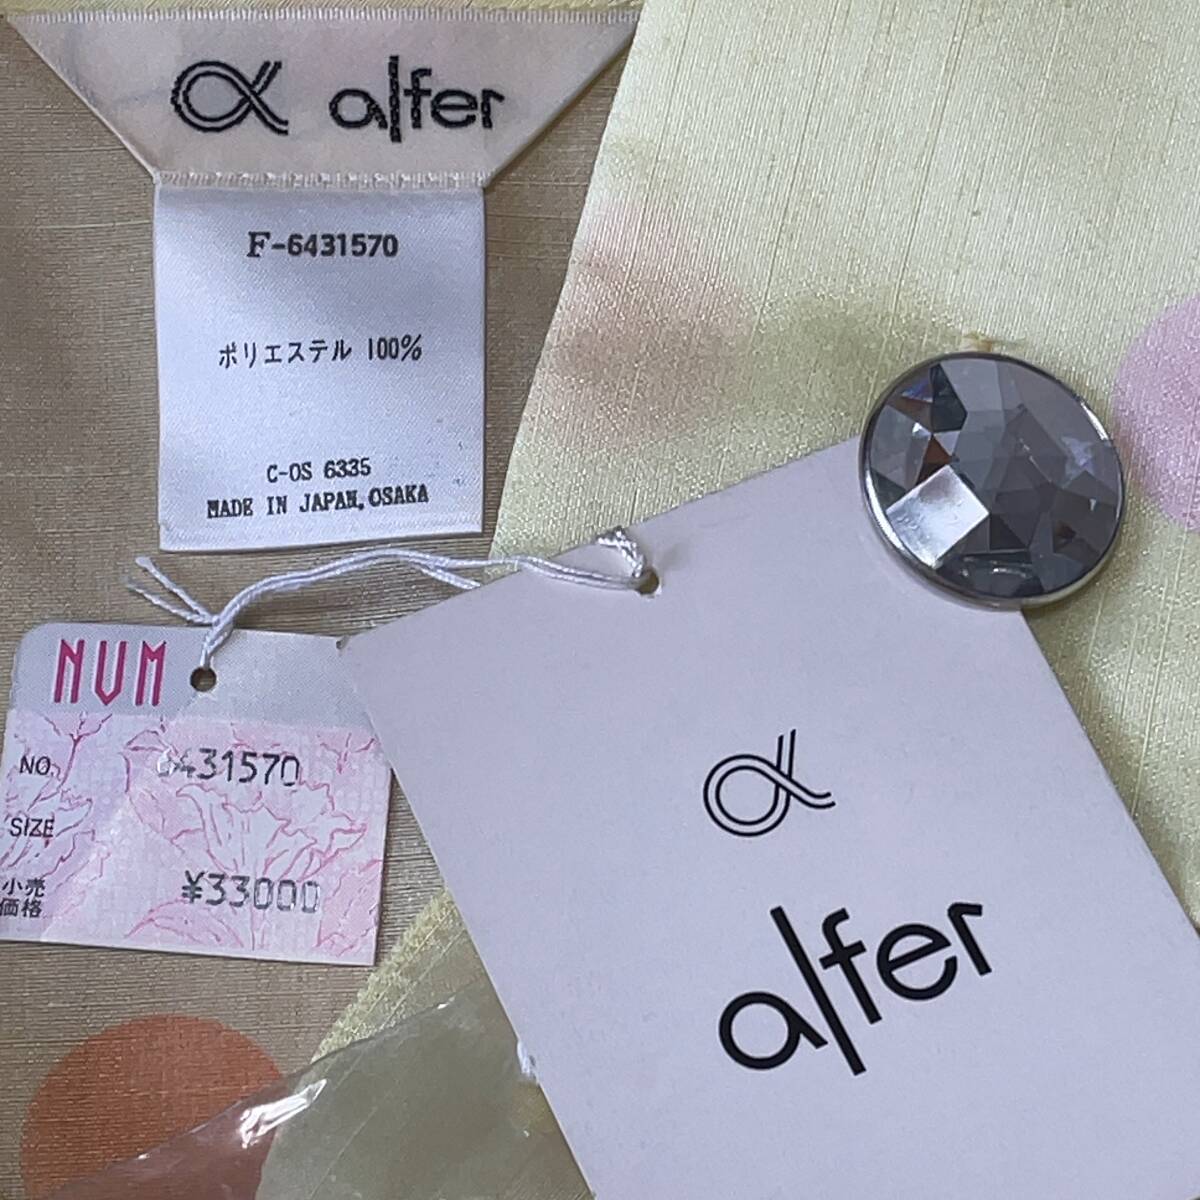 alfer
F-6431570
ポリエステル 100%
C-OS 6335
MADE IN JAPAN, OSAKA
NUM
NO. 6431570
SIZE
小売
価格
¥33000
alfer